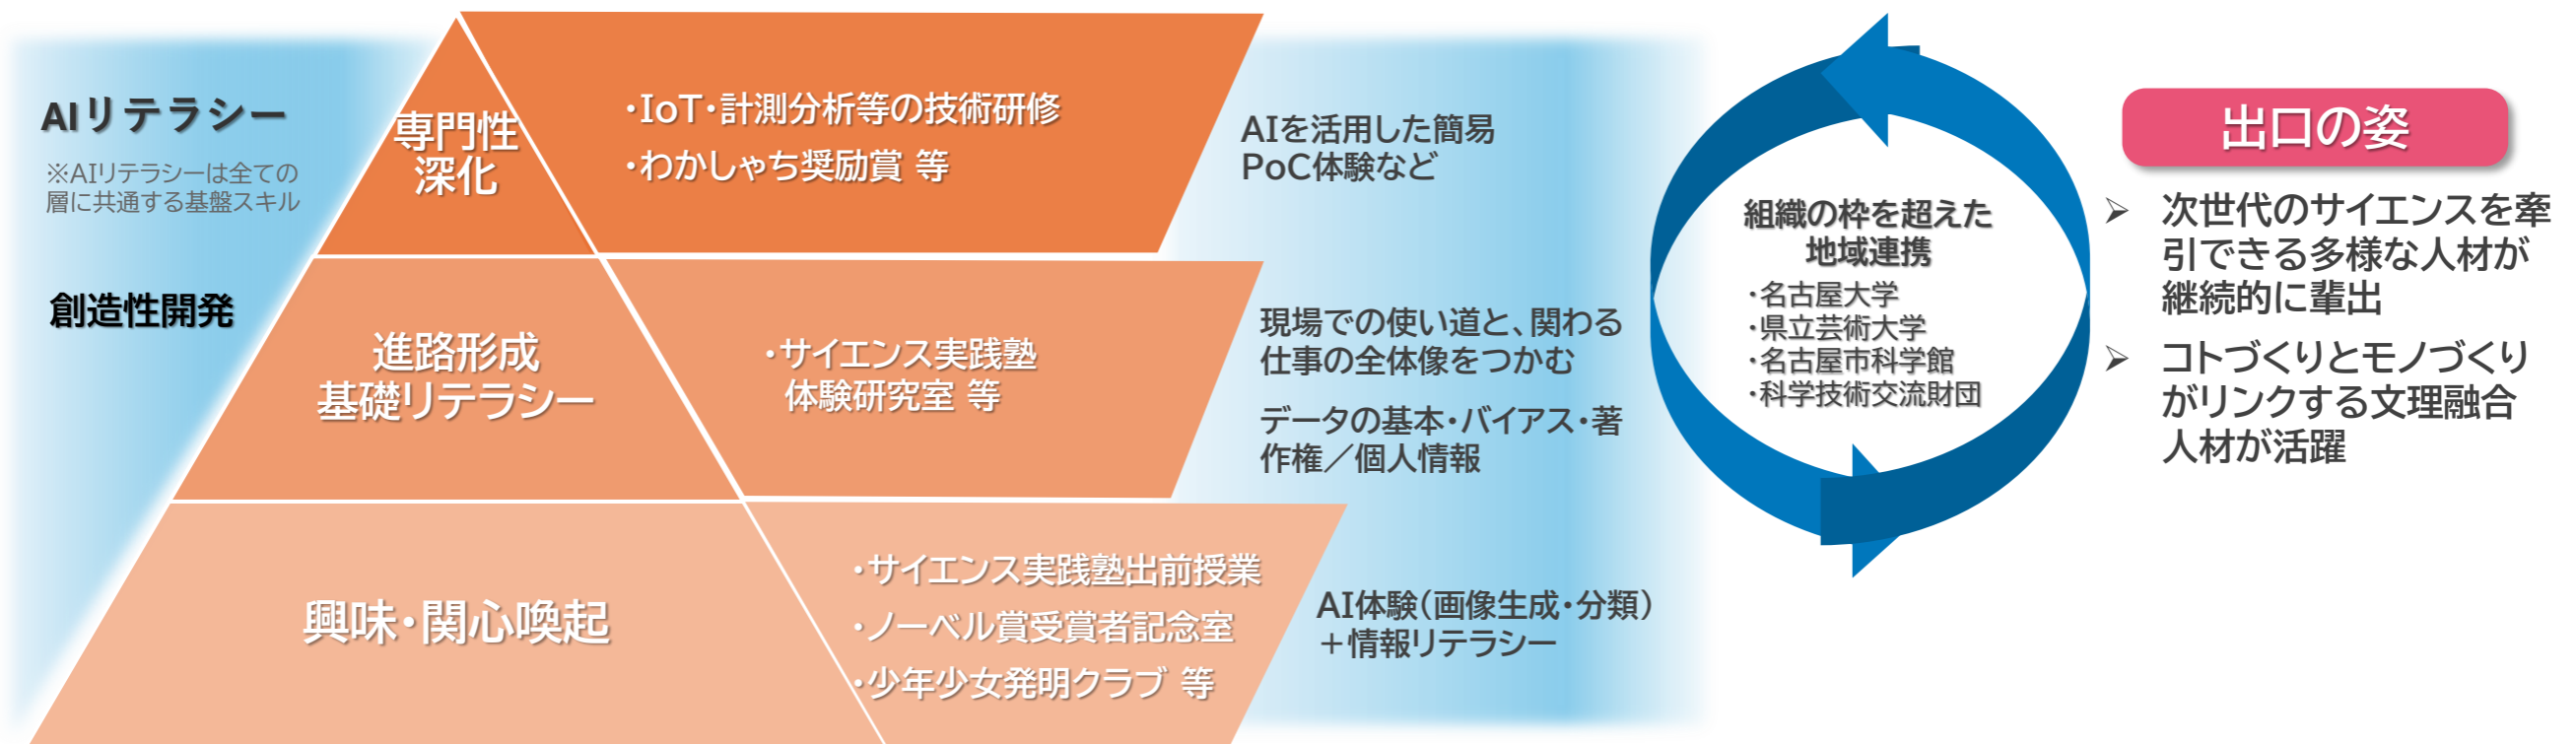 AIリテラシー
※AIリテラシーは全ての
層に共通する基盤スキル
創造性開発
専門性
深化
・IoT・計測分析等の技術研修
・わかしゃち奨励賞 等
AIを活用した簡易
PoC体験など
進路形成
基礎リテラシー
・サイエンス実践塾
体験研究室 等
現場での使い道と、関わる
仕事の全体像をつかむ
データの基本・バイアス・著
作権／個人情報
興味・関心喚起
・サイエンス実践塾出前授業
・ノーベル賞受賞者記念室
・少年少女発明クラブ 等
AI体験（画像生成・分類）
＋情報リテラシー
組織の枠を超えた
地域連携
・名古屋大学
・県立芸術大学
・名古屋市科学館
・科学技術交流財団
出口の姿
➢ 次世代のサイエンスを牽
引できる多様な人材が
継続的に輩出
➢ コトづくりとモノづくり
がリンクする文理融合
人材が活躍